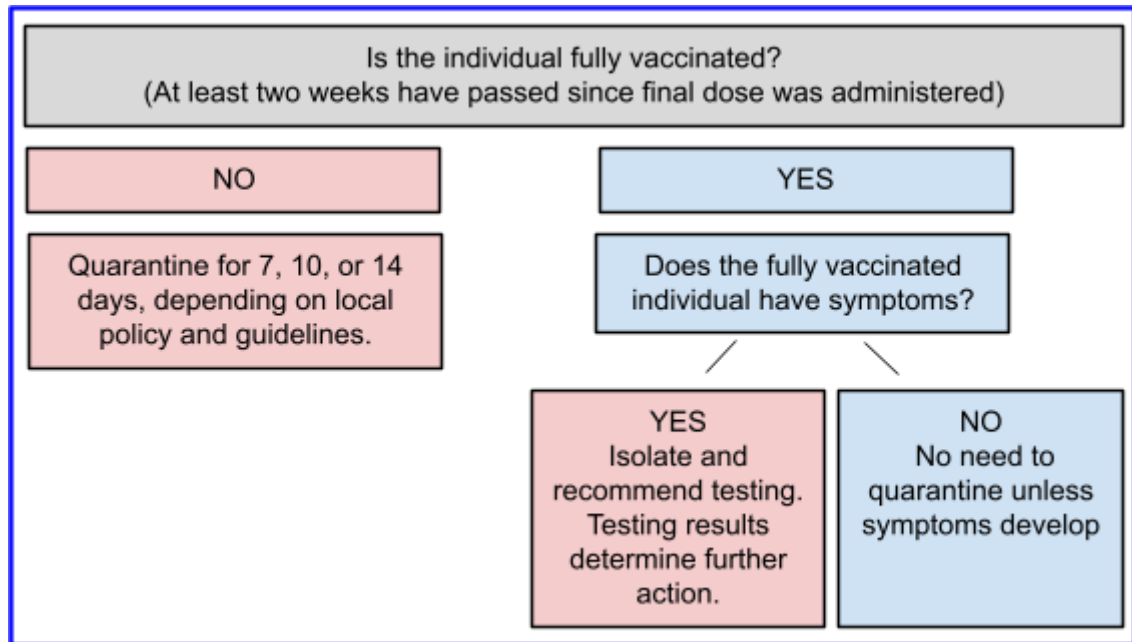 Is the individual fully vaccinated?
(At least two weeks have passed since final dose was administered)
NO
Quarantine for 7, 10, or 14
days, depending on local
policy and guidelines.
YES
Does the fully vaccinated
individual have symptoms?
YES
Isolate and
recommend testing.
Testing results
determine further
action.
NO
No need to
quarantine unless
symptoms develop